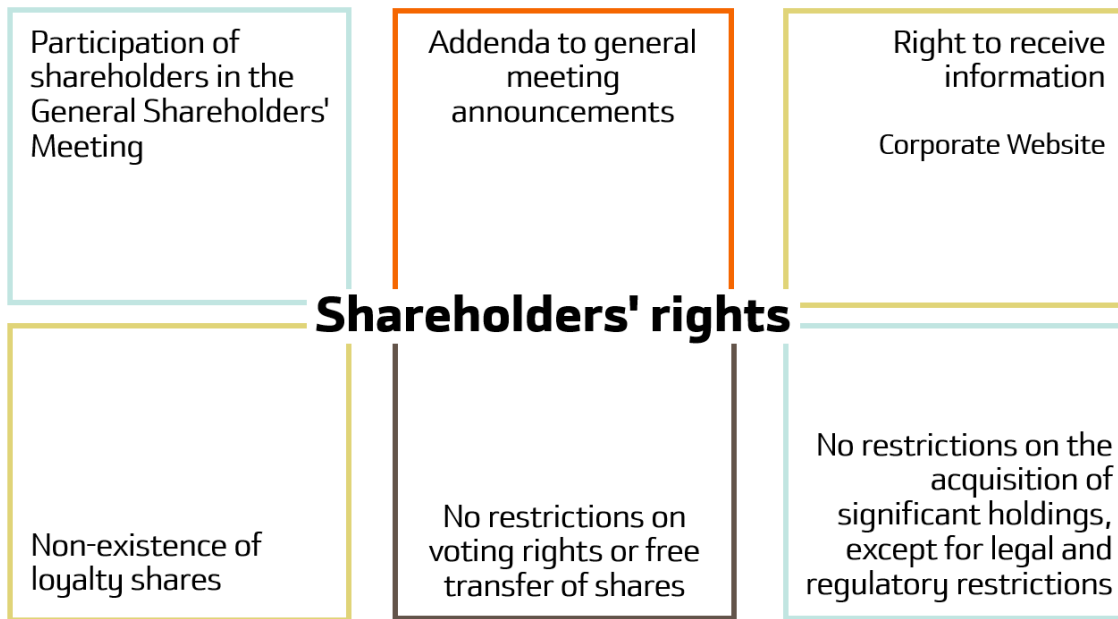 Participation of
shareholders in the
General Shareholders'
Meeting
Addenda to general
meeting
announcements
Right to receive
information
Corporate Website
Shareholders' rights
Non-existence of
loyalty shares
No restrictions on
voting rights or free
transfer of shares
No restrictions on the
acquisition of
significant holdings,
except for legal and
regulatory restrictions